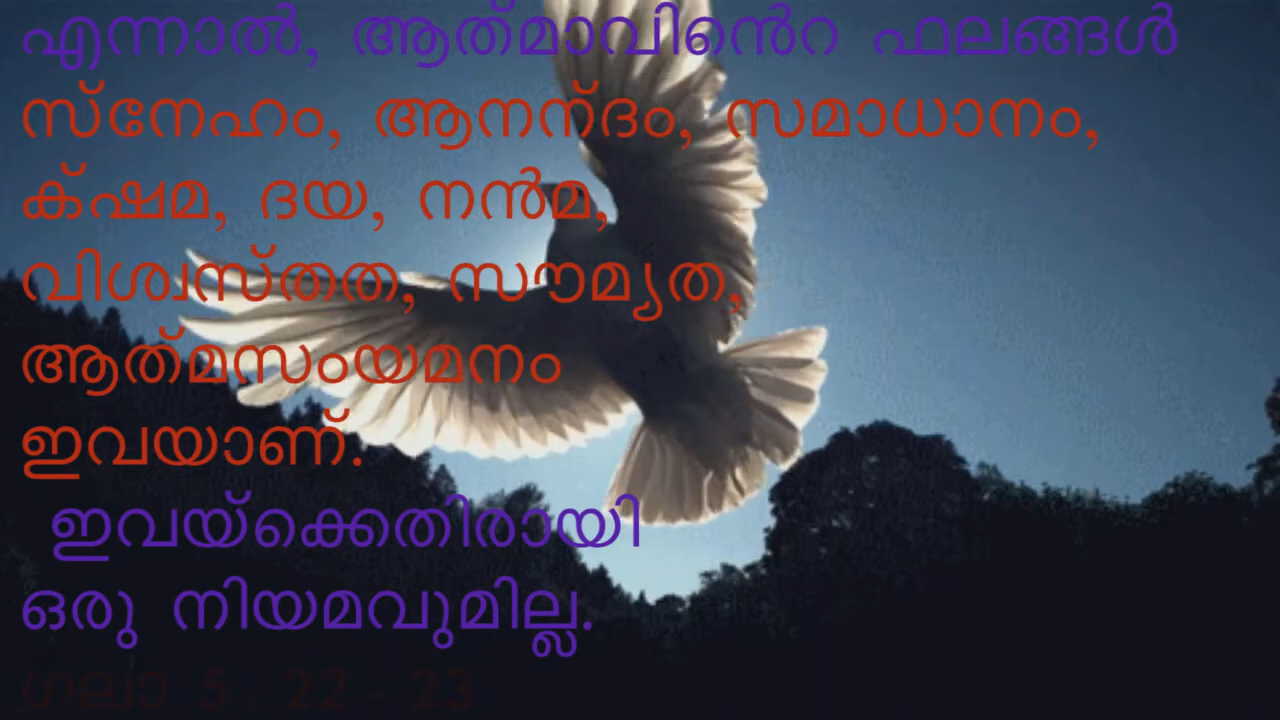 എന്നാൽ, ആത്‌മാവിൻെറ ഫലങ്ങൾ
സ്‌നേഹം, ആനന്‌ദം, സമാധാനം,
ക്‌ഷമ, ദയ, നൻമ,
വിശ്വസ്‌തത, സൗമ്യത,
ആത്‌മസംയമനം
ഇവയാണ്.
ഇവയ്‌ക്കെതിരായി
ഒരു നിയമവുമില്ല.
ഗലാ 5 : 22 - 23